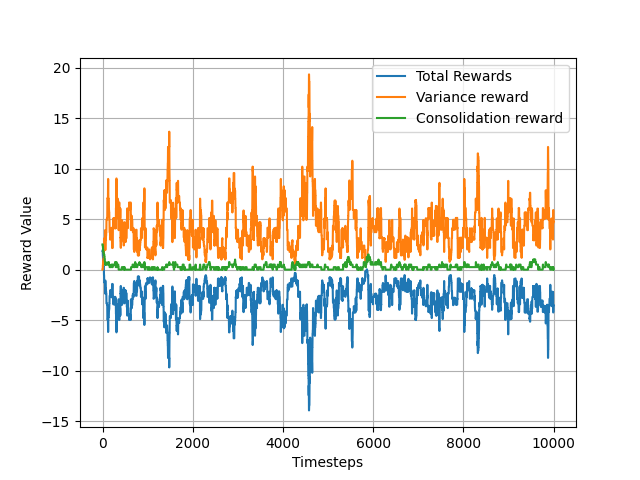 Total Rewards
Variance reward
Consolidation reward
20
15
10
5
0
−5
−10
−15
Reward Value
0
2000
4000
6000
8000
10000
Timesteps